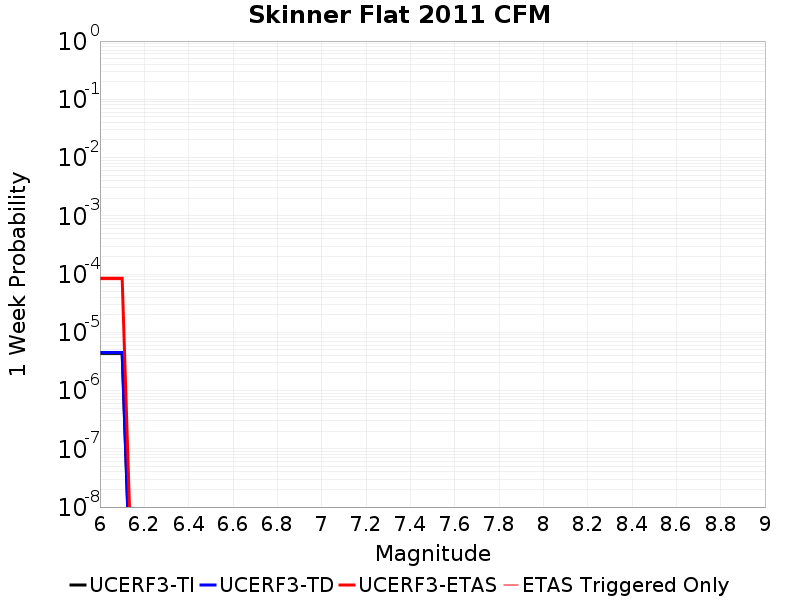 Skinner Flat 2011 CFM
1 Week Probability
10^0
10^-1
10^-2
10^-3
10^-4
10^-5
10^-6
10^-7
10^-8
6 6.2 6.4 6.6 6.8 7 7.2 7.4 7.6 7.8 8 8.2 8.4 8.6 8.8 9
Magnitude
UCERF3-TI UCERF3-TD UCERF3-ETAS ETAS Triggered Only